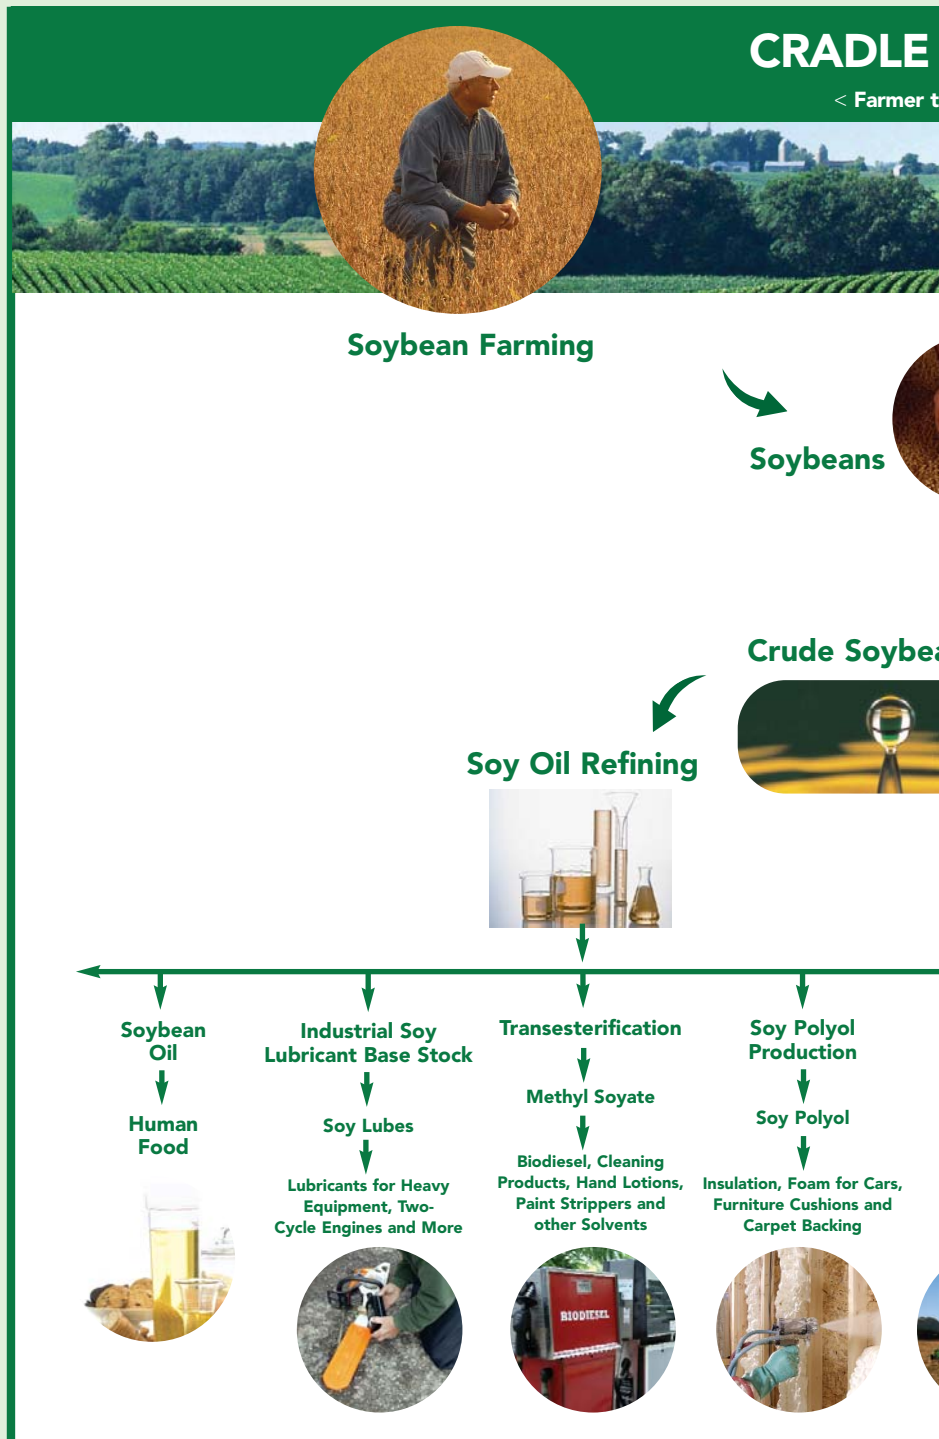 CRADLE
< Farmer t
Soybean Farming
Soybeans
Crude Soybea
Soy Oil Refining
Soybean
Oil
Human
Food
Industrial Soy
Lubricant Base Stock
Soy Lubes
Lubricants for Heavy
Equipment, Two-
Cycle Engines and More
Transesterification
Methyl Soyate
Biodiesel, Cleaning
Products, Hand Lotions,
Paint Strippers and
other Solvents
BIODIESEL
Soy Polyol
Production
Soy Polyol
Insulation, Foam for Cars,
Furniture Cushions and
Carpet Backing